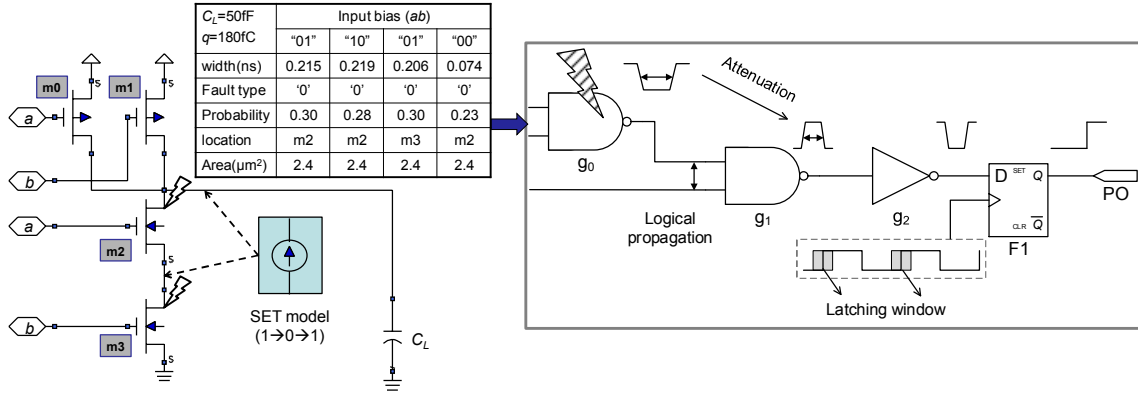 C_L=50fF
q=180fC
Input bias (ab)
“01” “10” “01” “00”
width(ns) 0.215 0.219 0.206 0.074
Fault type ‘0’ ‘0’ ‘0’ ‘0’
Probability 0.30 0.28 0.30 0.23
location m2 m2 m3 m2
Area(μm²) 2.4 2.4 2.4 2.4
m0
m1
s
s
a
b
a
m2
b
m3
s
SET model
(1→0→1)
C_L
Attenuation
g0
Logical
propagation
g1
g2
D SET Q
CLR Q̅
F1
PO
Latching window